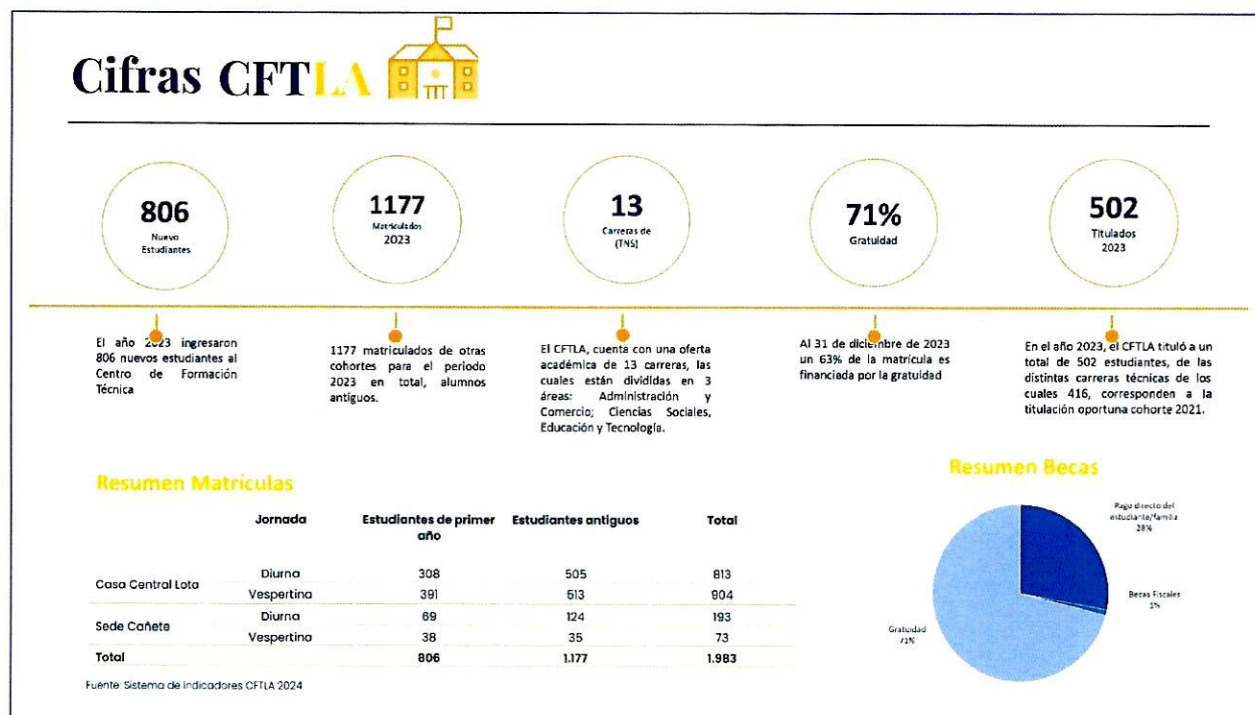 Cifras CFTLA
806
Nuevo
Estudiantes
1177
Matriculados
2023
13
Carreras de
(TNS)
71%
Gratuidad
502
Titulados
2023
El año 2023 ingresaron
806 nuevos estudiantes al
Centro de Formación
Técnica
1177 matriculados de otras
cohortes para el periodo
2023 en total, alumnos
antiguos.
El CFTLA, cuenta con una oferta
académica de 13 carreras, las
cuales están divididas en 3
áreas: Administración y
Comercio; Ciencias Sociales,
Educación y Tecnología.
Al 31 de diciembre de 2023
un 63% de la matrícula es
financiada por la gratuidad
En el año 2023, el CFTLA tituló a un
total de 502 estudiantes, de las
distintas carreras técnicas de los
cuales 416, corresponden a la
titulación oportuna cohorte 2021.
Resumen Matrículas
Jornada Estudiantes de primer año Estudiantes antiguos Total
Casa Central Lota
Diurna 308 505 813
Vespertina 391 513 904
Sede Cañete
Diurna 69 124 193
Vespertina 38 35 73
Total 806 1.177 1.983
Fuente: Sistema de indicadores CFTLA 2024
Resumen Becas
Pago directo del
estudiante/familia
28%
Becas Fiscales
1%
Gratuidad
71%